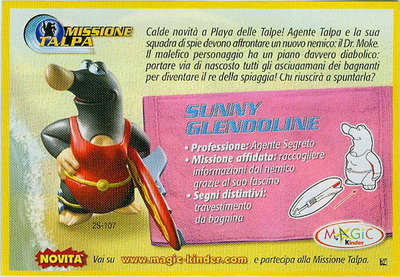 MISSIONE
TALPA
Calde novità a Playa delle Talpe! Agente Talpa e la sua
squadra di spie devono affrontare un nuovo nemico: il Dr. Moke.
Il malefico personaggio ha un piano davvero diabolico:
portare via di nascosto tutti gli asciugamani dei bagnanti
per diventare il re della spiaggia! Chi riuscirà a spuntarla?
SUNNY
GLENDOLINE
• Professione: Agente Segreto
• Missione affidata: raccogliere
informazioni dal nemico
grazie al suo fascino
• Segni distintivi:
travestimento
da bagnina
2S-107
MAGIC
Kinder
NOVITÀ
Vai su www.magic-kinder.com e partecipa alla Missione Talpa.